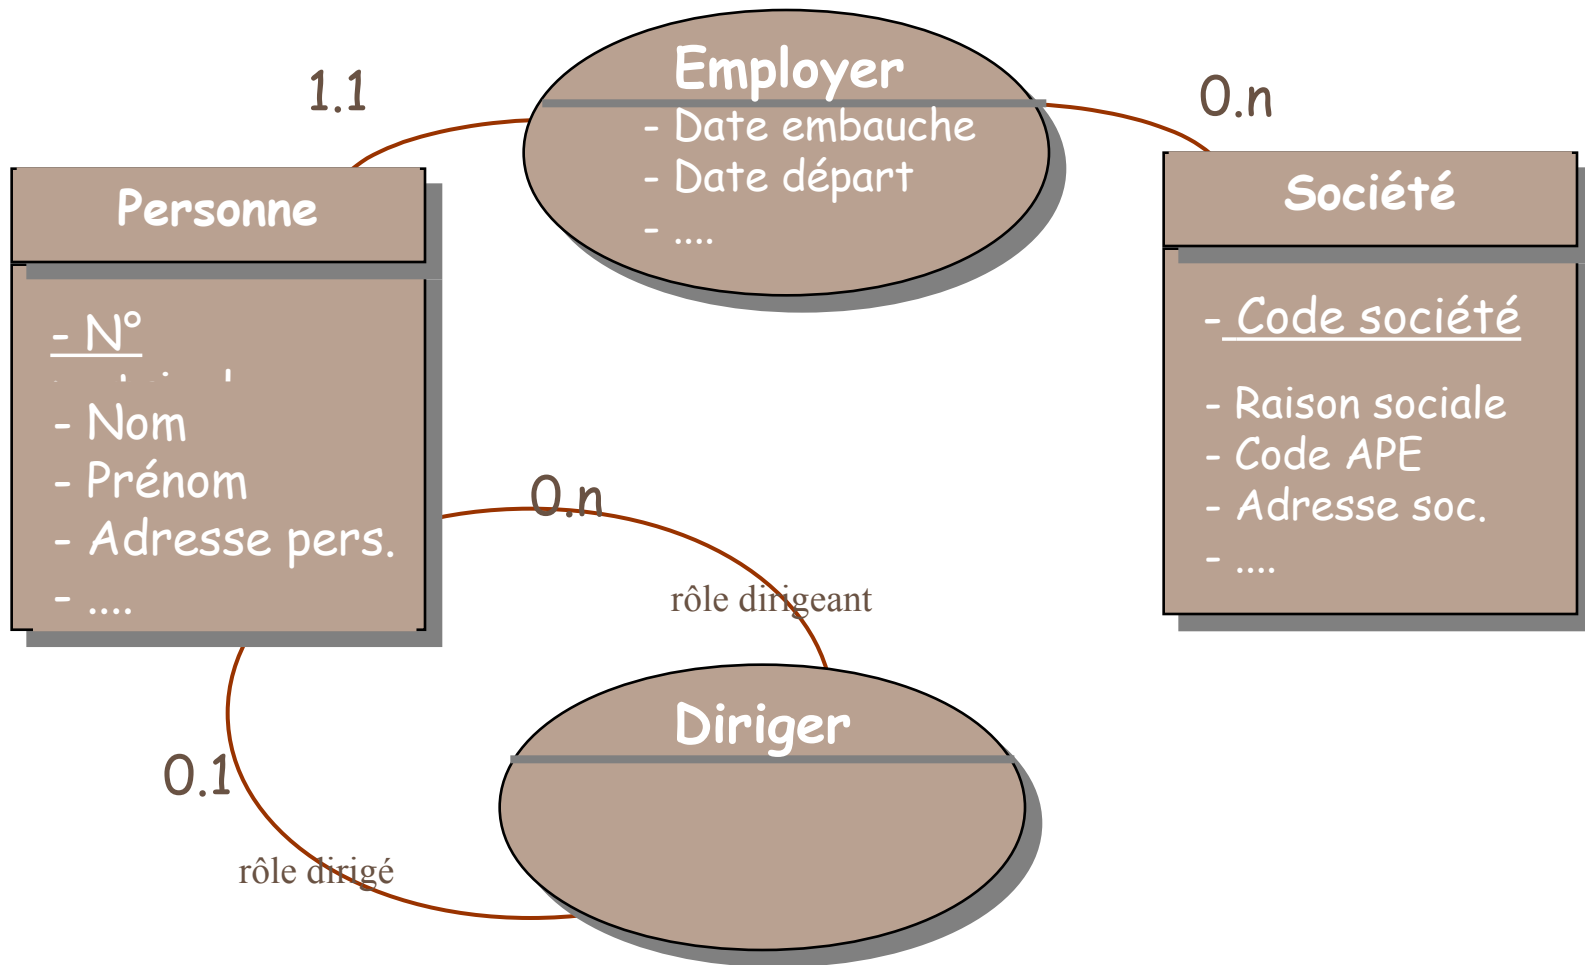 Employer
- Date embauche
- Date départ
- ....
1.1
0.n
Personne
- N°
- Nom
- Prénom
- Adresse pers.
- ....
Société
- Code société
- Raison sociale
- Code APE
- Adresse soc.
- ....
0.n
rôle dirigeant
Diriger
0.1
rôle dirigé